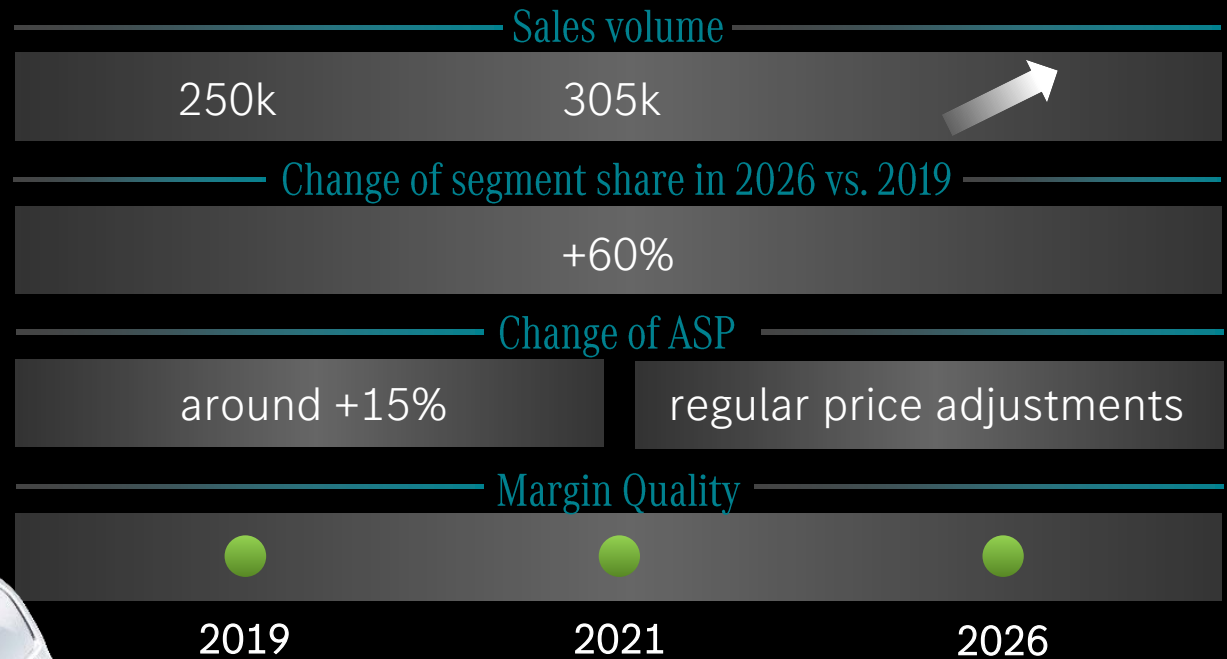 Sales volume
250k 305k
Change of segment share in 2026 vs. 2019
+60%
Change of ASP
around +15% regular price adjustments
Margin Quality
2019 2021 2026